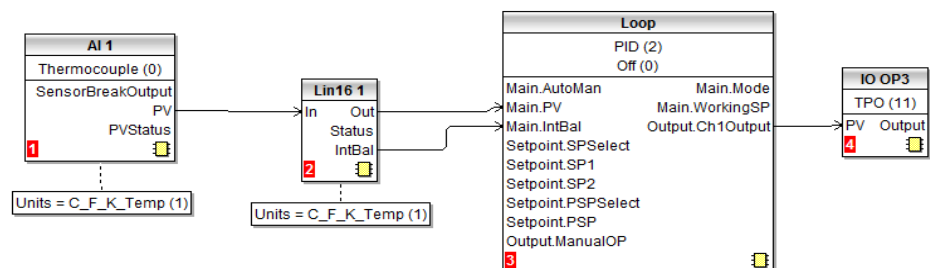 AI 1
Thermocouple (0)
SensorBreakOutput
PV
PVStatus
1
Units = C_F_K_Temp (1)
Lin16 1
In Out
Status
IntBal
2
Units = C_F_K_Temp (1)
Loop
PID (2)
Off (0)
Main.AutoMan Main.Mode
Main.PV Main.WorkingSP
Main.IntBal Output.Ch1Output
Setpoint.SPSelect
Setpoint.SP1
Setpoint.SP2
Setpoint.PSPSelect
Setpoint.PSP
Output.ManualOP
3
IO OP3
TPO (11)
PV Output
4